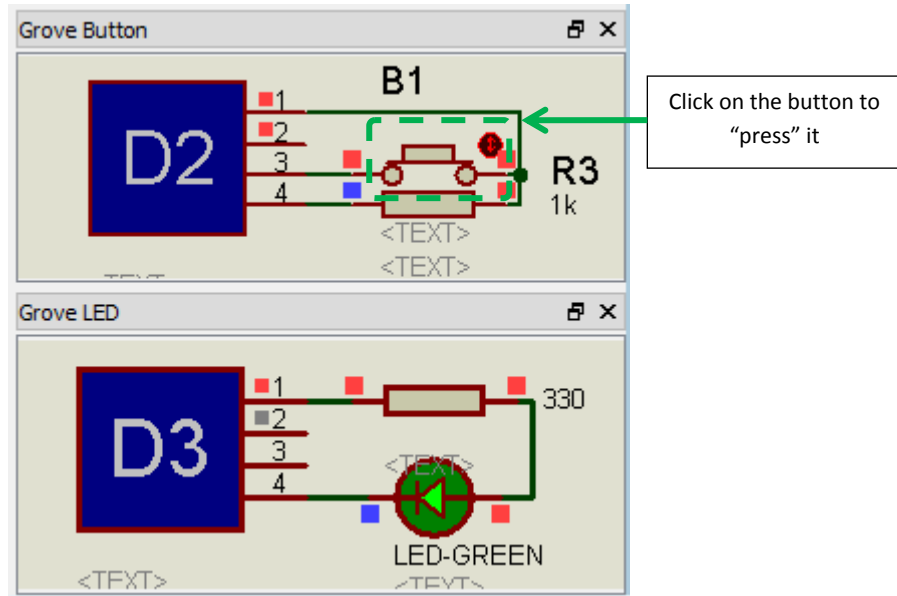 Grove Button
B1
D2
1
2
3
4
R3
1k
<TEXT>
<TEXT>
Click on the button to
“press” it
Grove LED
D3
1
2
3
4
330
<TEXT>
LED-GREEN
<TEXT>
<TEXT>